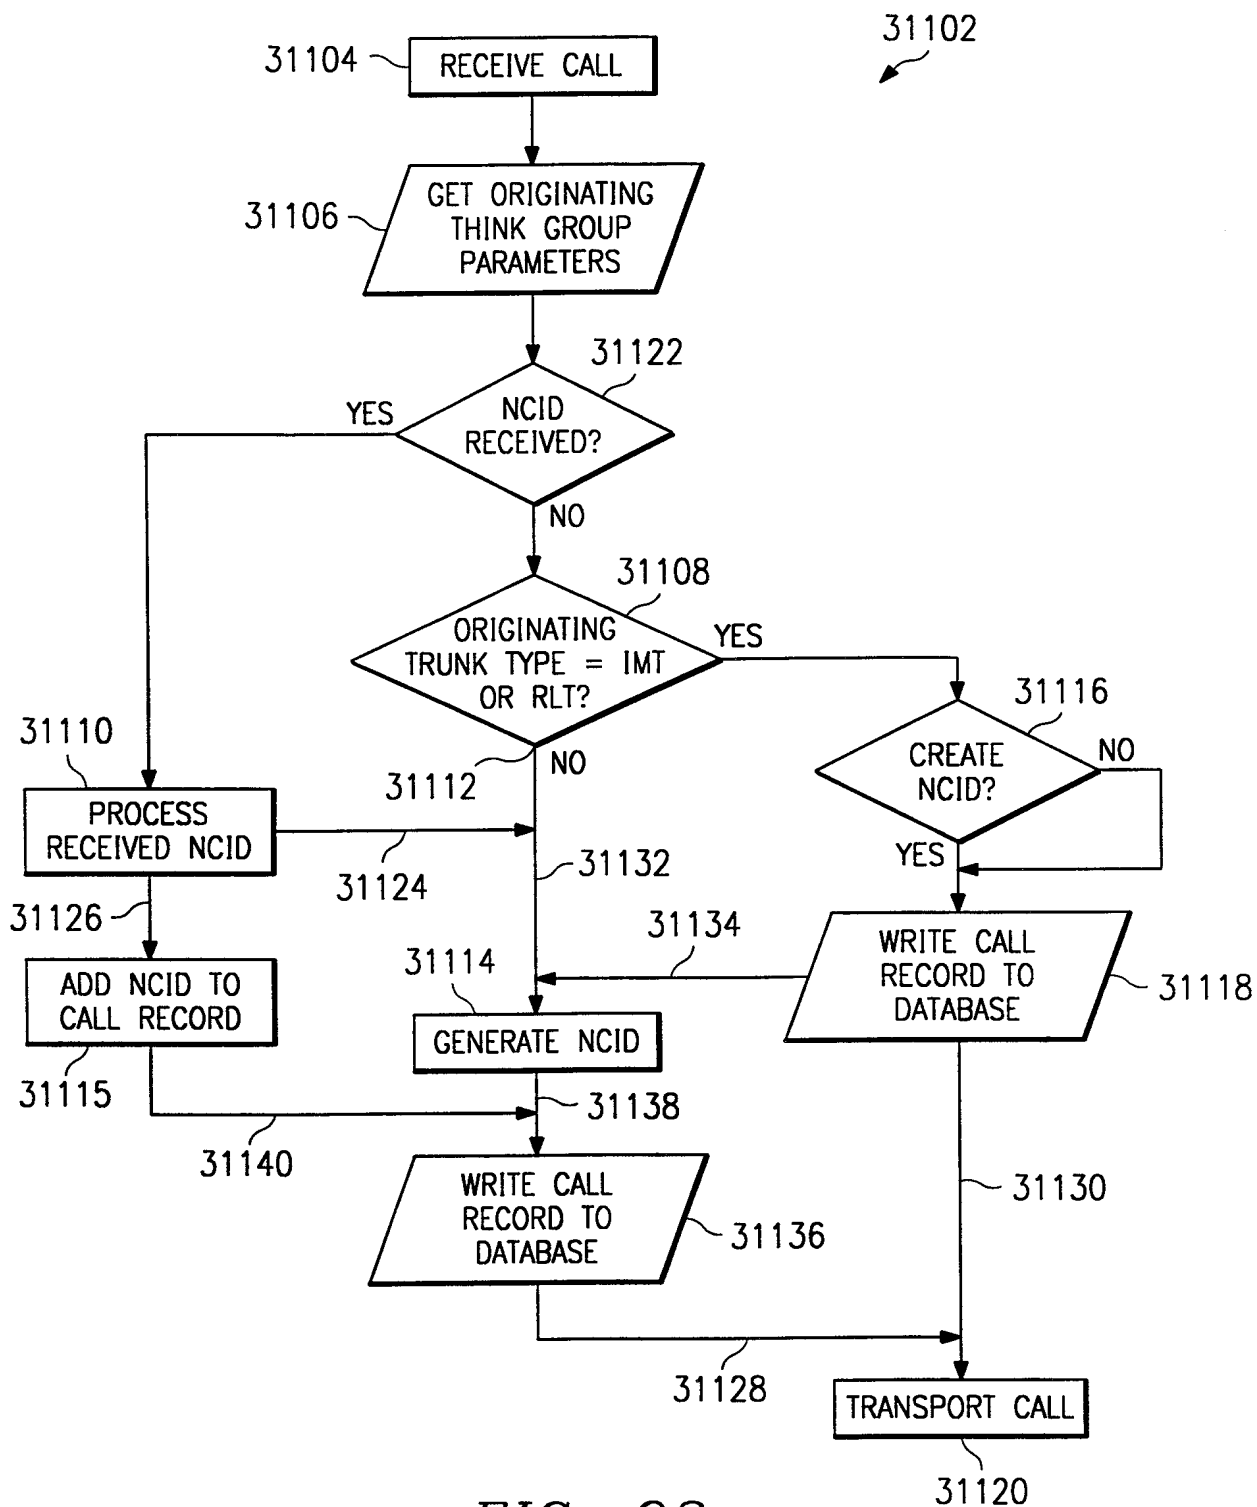 31102
31104
RECEIVE CALL
31106
GET ORIGINATING
THINK GROUP
PARAMETERS
31122
YES
NCID
RECEIVED?
NO
31108
ORIGINATING
TRUNK TYPE = IMT
OR RLT?
YES
31116
31110
31112
NO
CREATE
NCID?
NO
PROCESS
RECEIVED NCID
31124
31132
YES
31126
31134
ADD NCID TO
CALL RECORD
31114
WRITE CALL
RECORD TO
DATABASE
31118
GENERATE NCID
31115
31138
31140
WRITE CALL
RECORD TO
DATABASE
31136
31130
31128
TRANSPORT CALL
31120